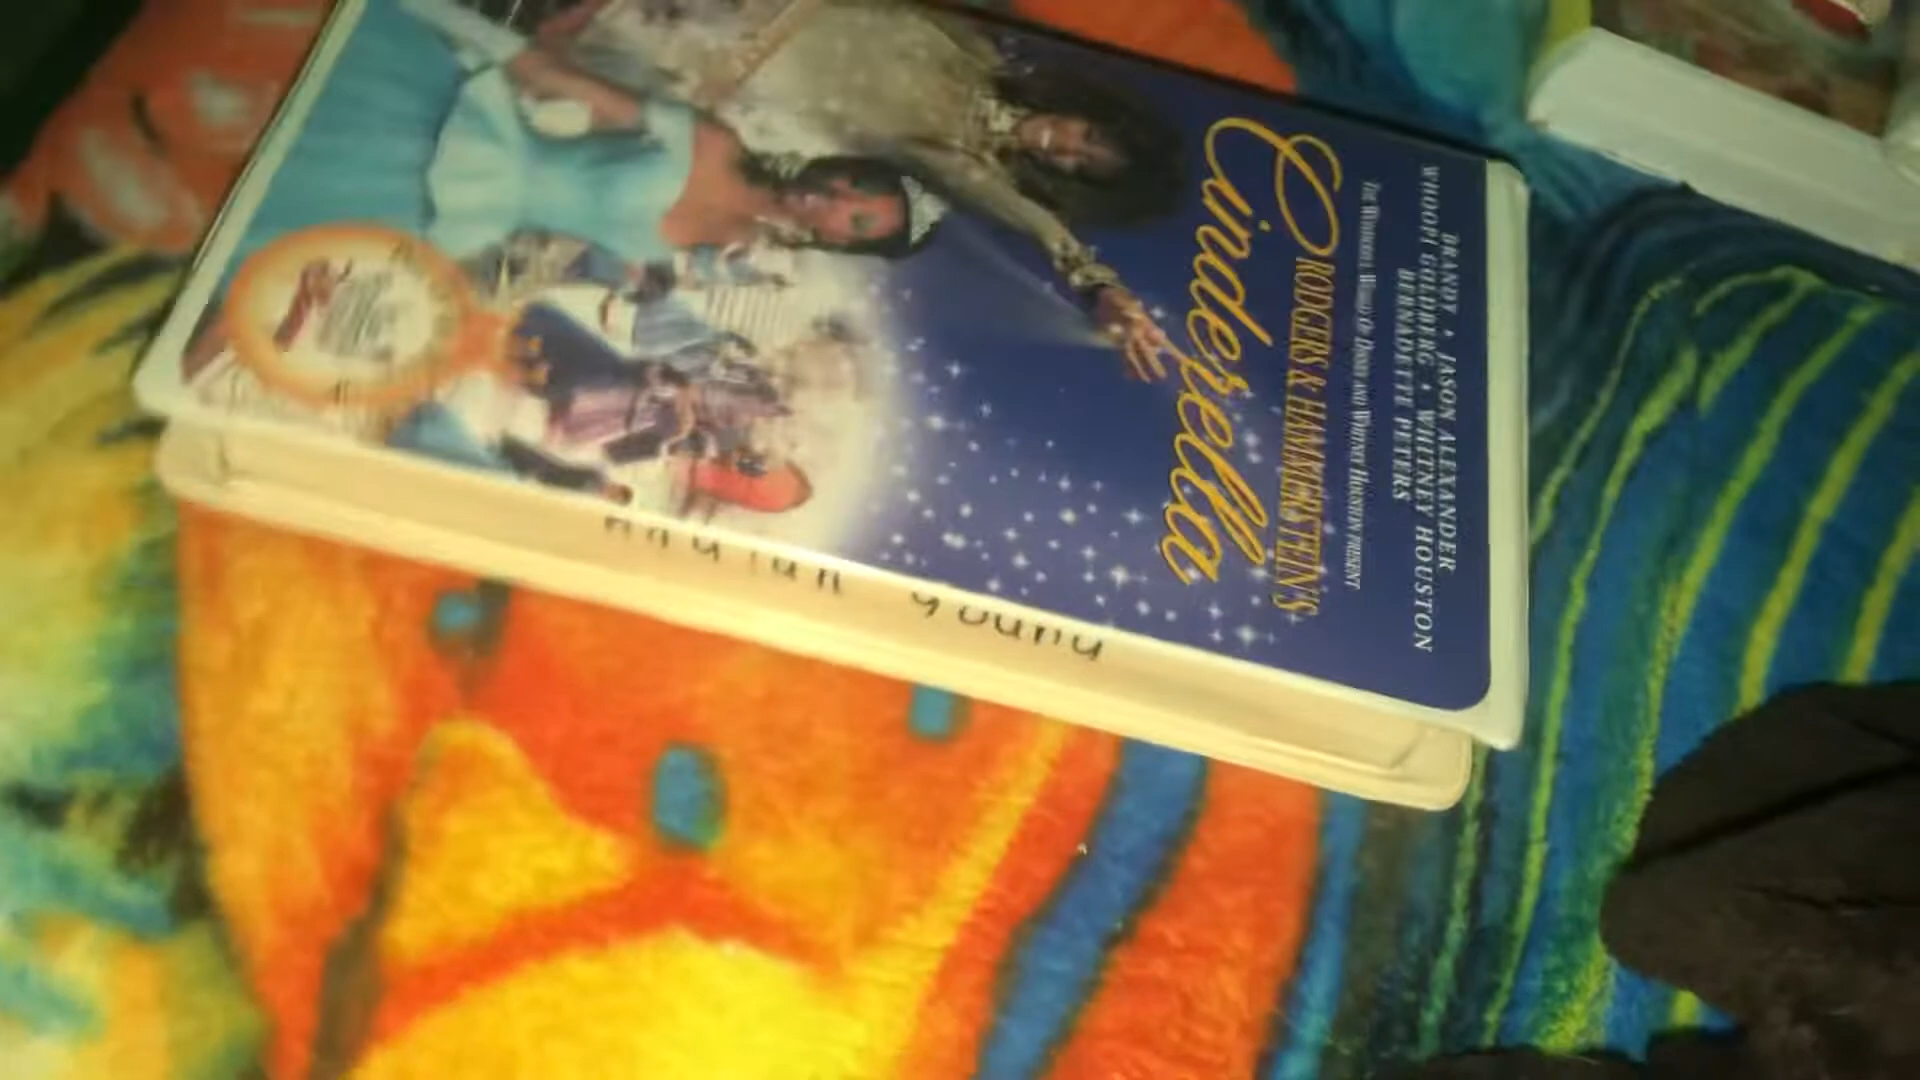 BRANDY • JASON ALEXANDER
WHOOPI GOLDBERG • WHITNEY HOUSTON
BERNADETTE PETERS
THE WONDERFUL WORLD OF DISNEY AND WHITNEY HOUSTON PRESENT
RODGERS & HAMMERSTEIN'S
Cinderella
young